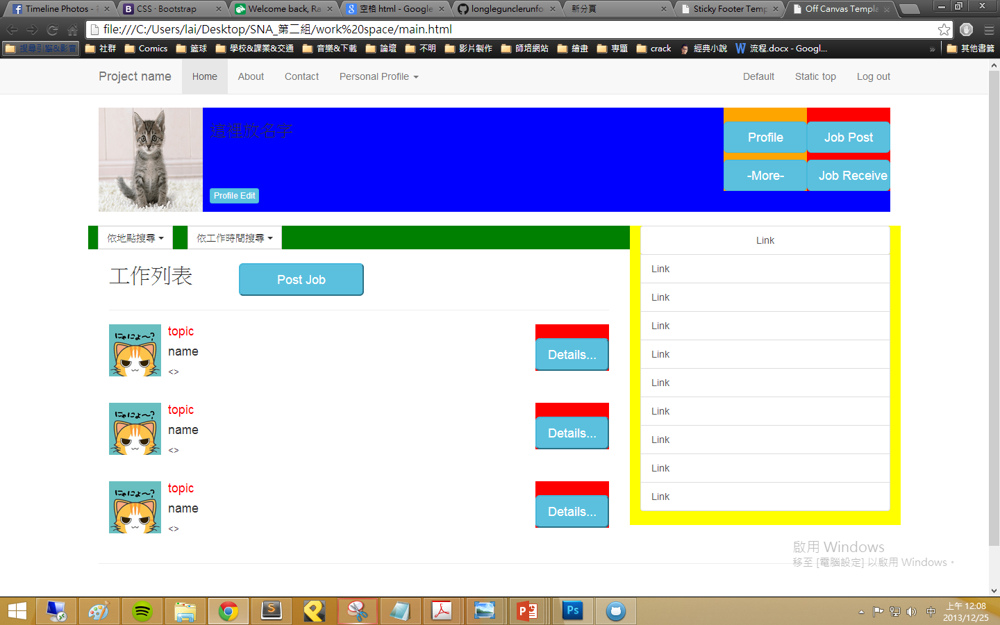 Timeline Photos -
CSS · Bootstrap
Welcome back, Ra
空格 html - Google
longlegunclerunfo
新分頁
Sticky Footer Temp
Off Canvas Templa
file:///C:/Users/lai/Desktop/SNA_第二組/work%20space/main.html
搜尋引擎&影音
社群
Comics
籃球
學校&課業&交通
音樂&下載
論壇
不明
影片製作
師培網站
繪畫
專題
crack
經典小說
流程.docx - Googl...
»
其他書籤
Project name
Home
About
Contact
Personal Profile
Default
Static top
Log out
這裡放名字
Profile
Job Post
-More-
Job Receive
Profile Edit
依地點搜尋
依工作時間搜尋
Link
Link
Link
Link
Link
Link
Link
Link
Link
Link
工作列表
Post Job
topic
name
<>
Details...
にゃにょ〜?
topic
name
<>
Details...
にゃにょ〜?
topic
name
<>
Details...
にゃにょ〜?
啟用 Windows
移至 [電腦設定] 以啟用 Windows。
中
上午 12:08
2013/12/25